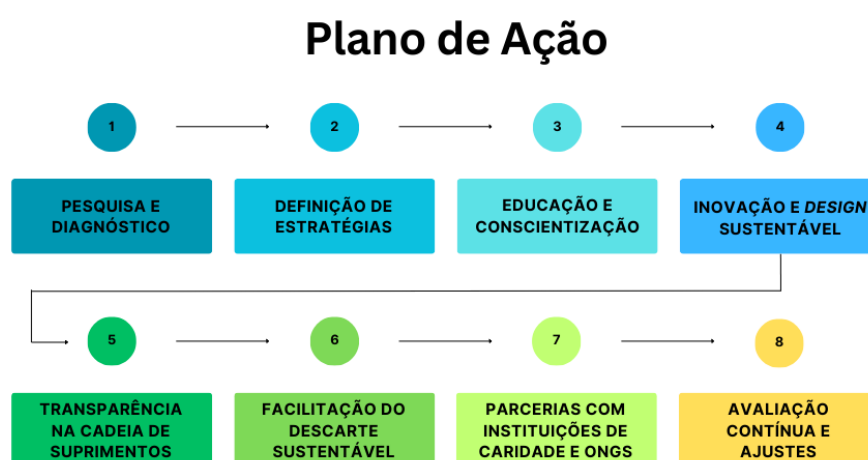 Plano de Ação
1
2
3
4
PESQUISA E
DIAGNÓSTICO
DEFINIÇÃO DE
ESTRATÉGIAS
EDUCAÇÃO E
CONSCIENTIZAÇÃO
INOVAÇÃO E DESIGN
SUSTENTÁVEL
5
6
7
8
TRANSPARÊNCIA
NA CADEIA DE
SUPRIMENTOS
FACILITAÇÃO DO
DESCARTE
SUSTENTÁVEL
PARCERIAS COM
INSTITUIÇÕES DE
CARIDADE E ONGS
AVALIAÇÃO
CONTÍNUA E
AJUSTES